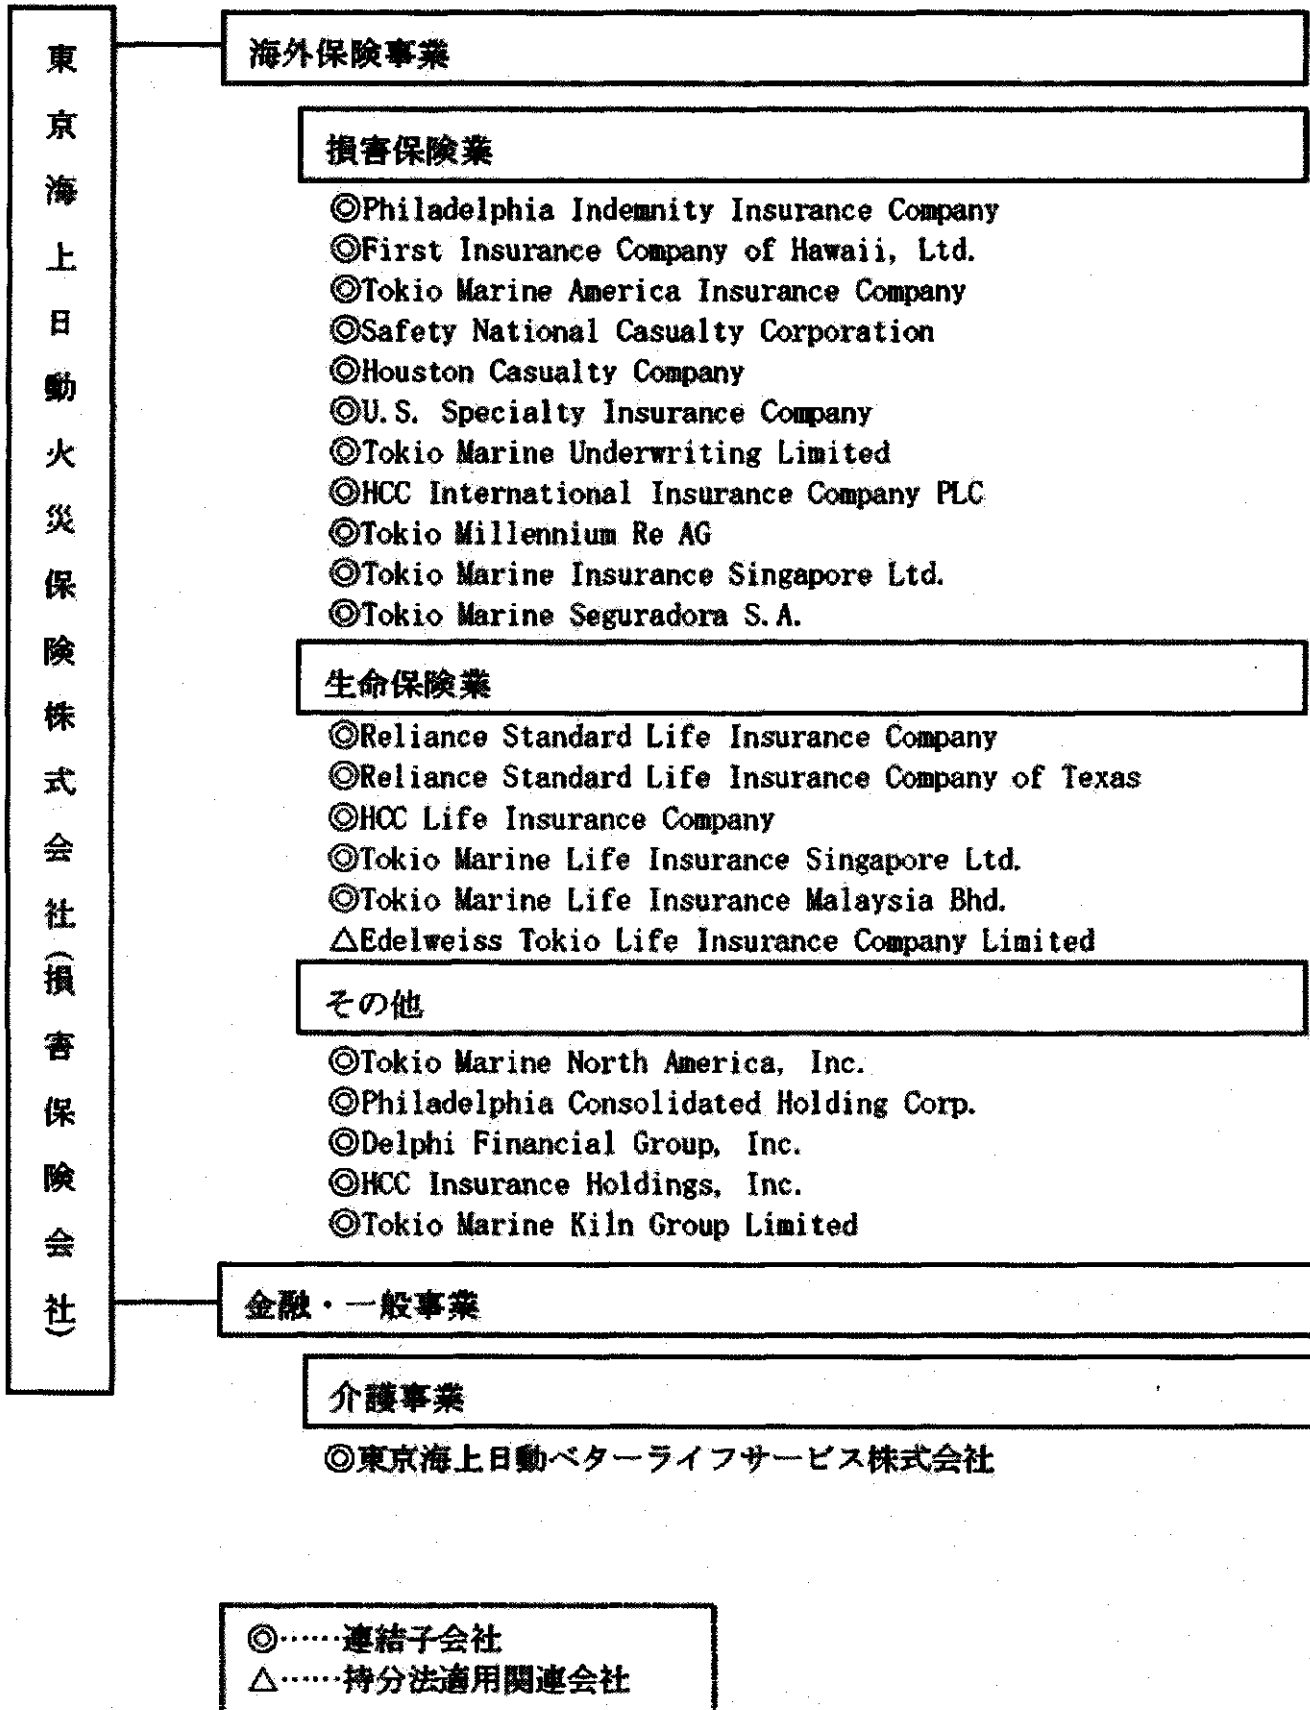 東京海上日動火災保険株式会社(損害保険会社)
海外保険事業
損害保険業
◎Philadelphia Indemnity Insurance Company
◎First Insurance Company of Hawaii, Ltd.
◎Tokio Marine America Insurance Company
◎Safety National Casualty Corporation
◎Houston Casualty Company
◎U.S. Specialty Insurance Company
◎Tokio Marine Underwriting Limited
◎HCC International Insurance Company PLC
◎Tokio Millennium Re AG
◎Tokio Marine Insurance Singapore Ltd.
◎Tokio Marine Seguradora S.A.
生命保険業
◎Reliance Standard Life Insurance Company
◎Reliance Standard Life Insurance Company of Texas
◎HCC Life Insurance Company
◎Tokio Marine Life Insurance Singapore Ltd.
◎Tokio Marine Life Insurance Malaysia Bhd.
△Edelweiss Tokio Life Insurance Company Limited
その他
◎Tokio Marine North America, Inc.
◎Philadelphia Consolidated Holding Corp.
◎Delphi Financial Group, Inc.
◎HCC Insurance Holdings, Inc.
◎Tokio Marine Kiln Group Limited
金融・一般事業
介護事業
◎東京海上日動ベターライフサービス株式会社
◎……連結子会社
△……持分法適用関連会社